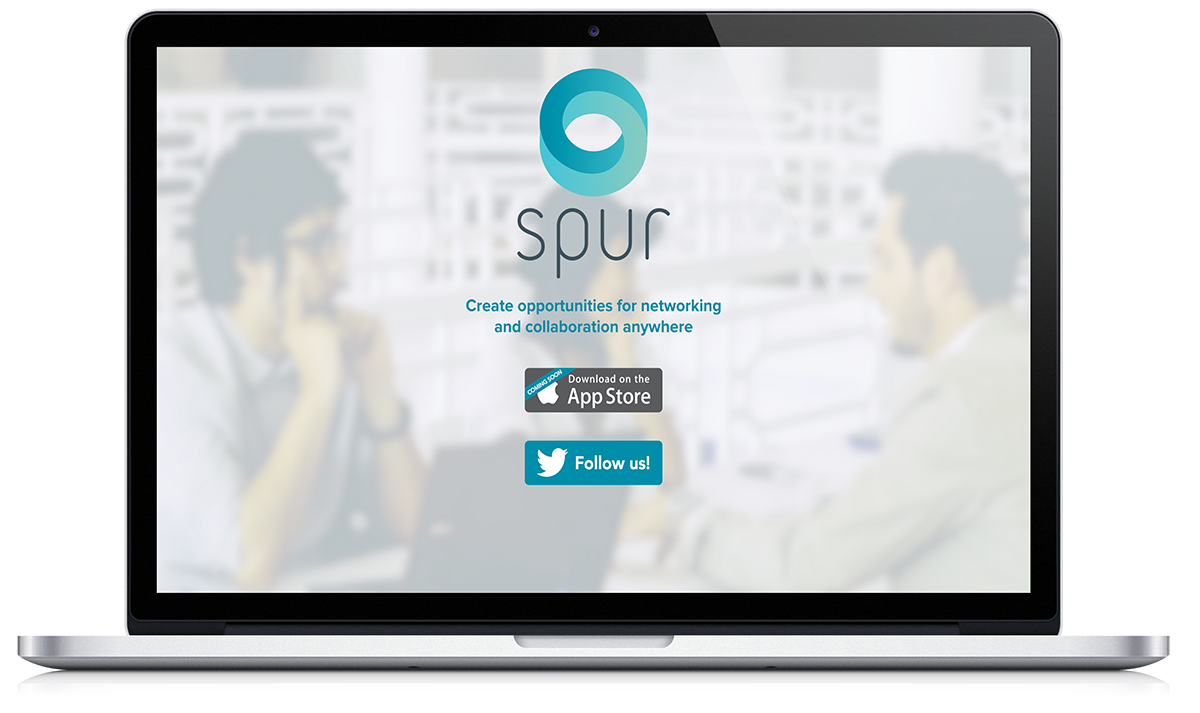 spur
Create opportunities for networking
and collaboration anywhere
COMING SOON
Download on the
App Store
Follow us!